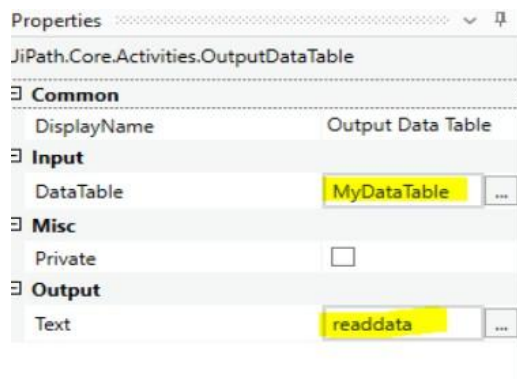 Properties
JiPath.Core.Activities.OutputDataTable
Common
DisplayName Output Data Table
Input
DataTable MyDataTable ...
Misc
Private
Output
Text readdata ...